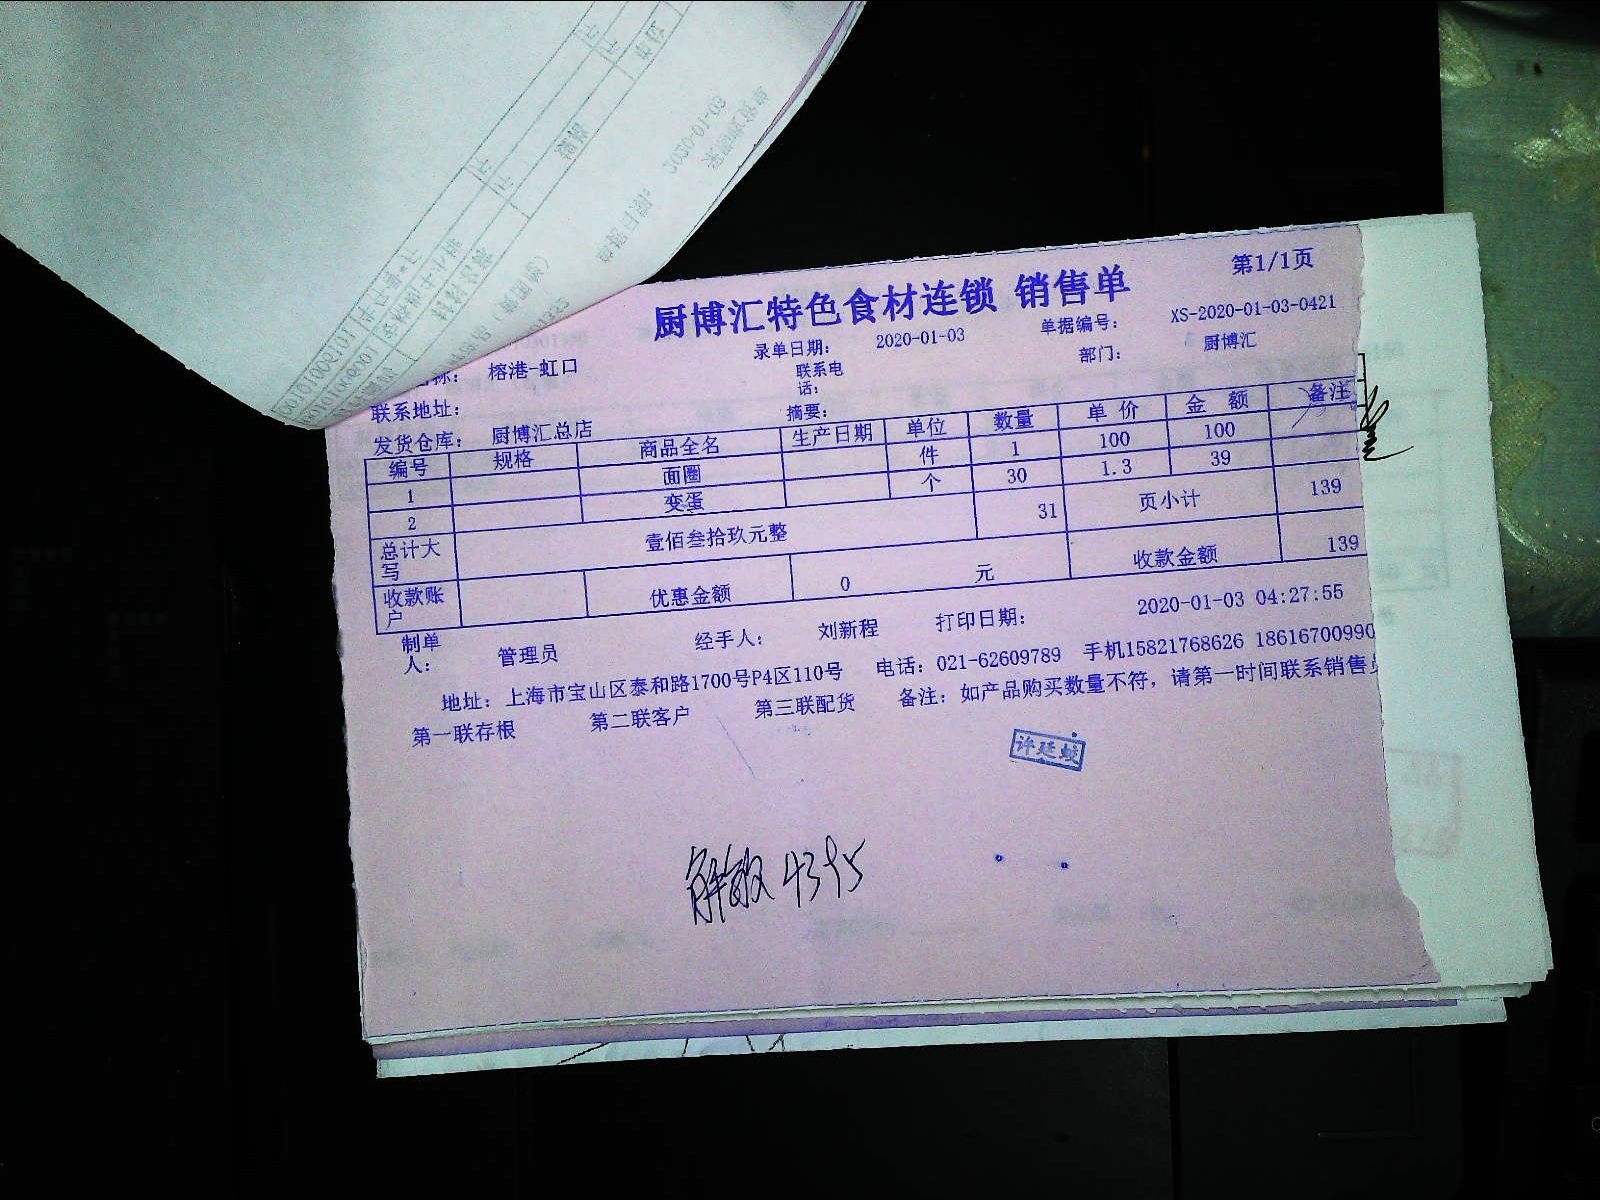 厨博汇特色食材连锁 销售单
第1/1页
录单日期： 2020-01-03 单据编号： XS-2020-01-03-0421
榕港-虹口 联系电话： 部门： 厨博汇
联系地址： 摘要：
发货仓库： 厨博汇总店
编号 规格 商品全名 生产日期 单位 数量 单 价 金 额 备注
1 面圈 件 1 100 100
2 变蛋 个 30 1.3 39
总计大写 壹佰叁拾玖元整 31 页小计 139
收款账户 优惠金额 0 元 收款金额 139
制单人： 管理员 经手人： 刘新程 打印日期： 2020-01-03 04:27:55
地址：上海市宝山区泰和路1700号P4区110号 电话：021-62609789 手机15821768626 18616700990
第一联存根 第二联客户 第三联配货 备注：如产品购买数量不符，请第一时间联系销售员
许廷蛟